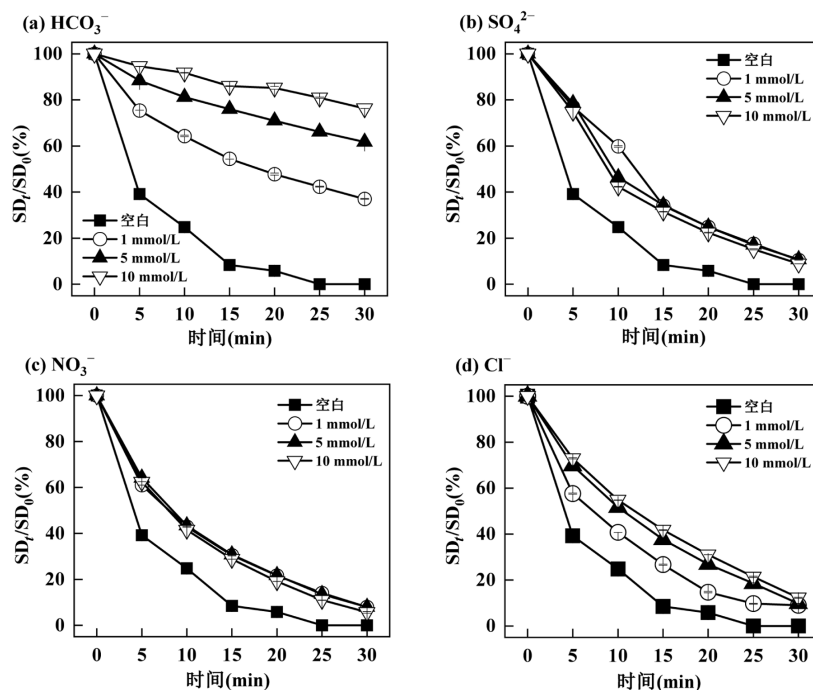 (a) HCO₃⁻
SDₜ/SD₀(%)
100
80
60
40
20
0
空白
1 mmol/L
5 mmol/L
10 mmol/L
0 5 10 15 20 25 30
时间(min)
(b) SO₄²⁻
SDₜ/SD₀(%)
100
80
60
40
20
0
空白
1 mmol/L
5 mmol/L
10 mmol/L
0 5 10 15 20 25 30
时间(min)
(c) NO₃⁻
SDₜ/SD₀(%)
100
80
60
40
20
0
空白
1 mmol/L
5 mmol/L
10 mmol/L
0 5 10 15 20 25 30
时间(min)
(d) Cl⁻
SDₜ/SD₀(%)
100
80
60
40
20
0
空白
1 mmol/L
5 mmol/L
10 mmol/L
0 5 10 15 20 25 30
时间(min)